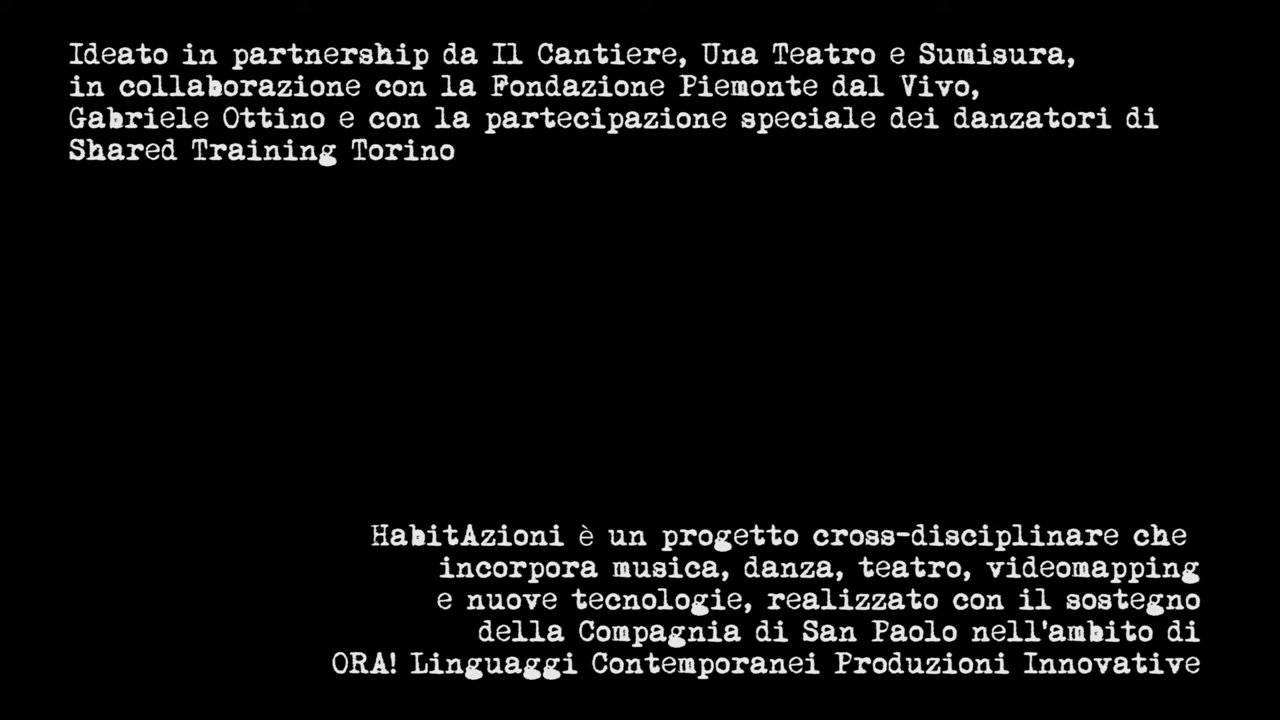 Ideato in partnership da Il Cantiere, Una Teatro e Sumisura,
in collaborazione con la Fondazione Piemonte dal Vivo,
Gabriele Ottino e con la partecipazione speciale dei danzatori di
Shared Training Torino
HabitAzioni è un progetto cross-disciplinare che
incorpora musica, danza, teatro, videomapping
e nuove tecnologie, realizzato con il sostegno
della Compagnia di San Paolo nell'ambito di
ORA! Linguaggi Contemporanei Produzioni Innovative